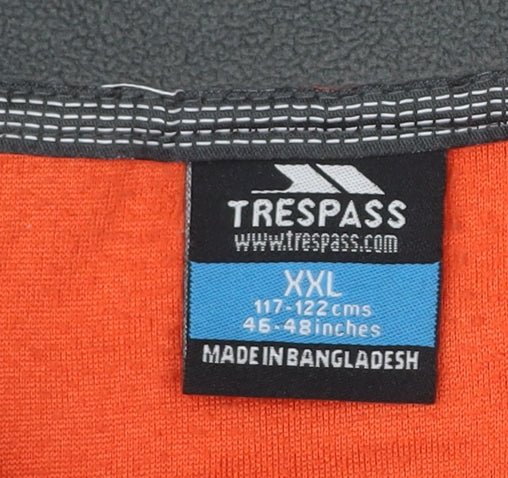 TRESPASS
www.trespass.com
XXL
117-122cms
46-48inches
MADE IN BANGLADESH